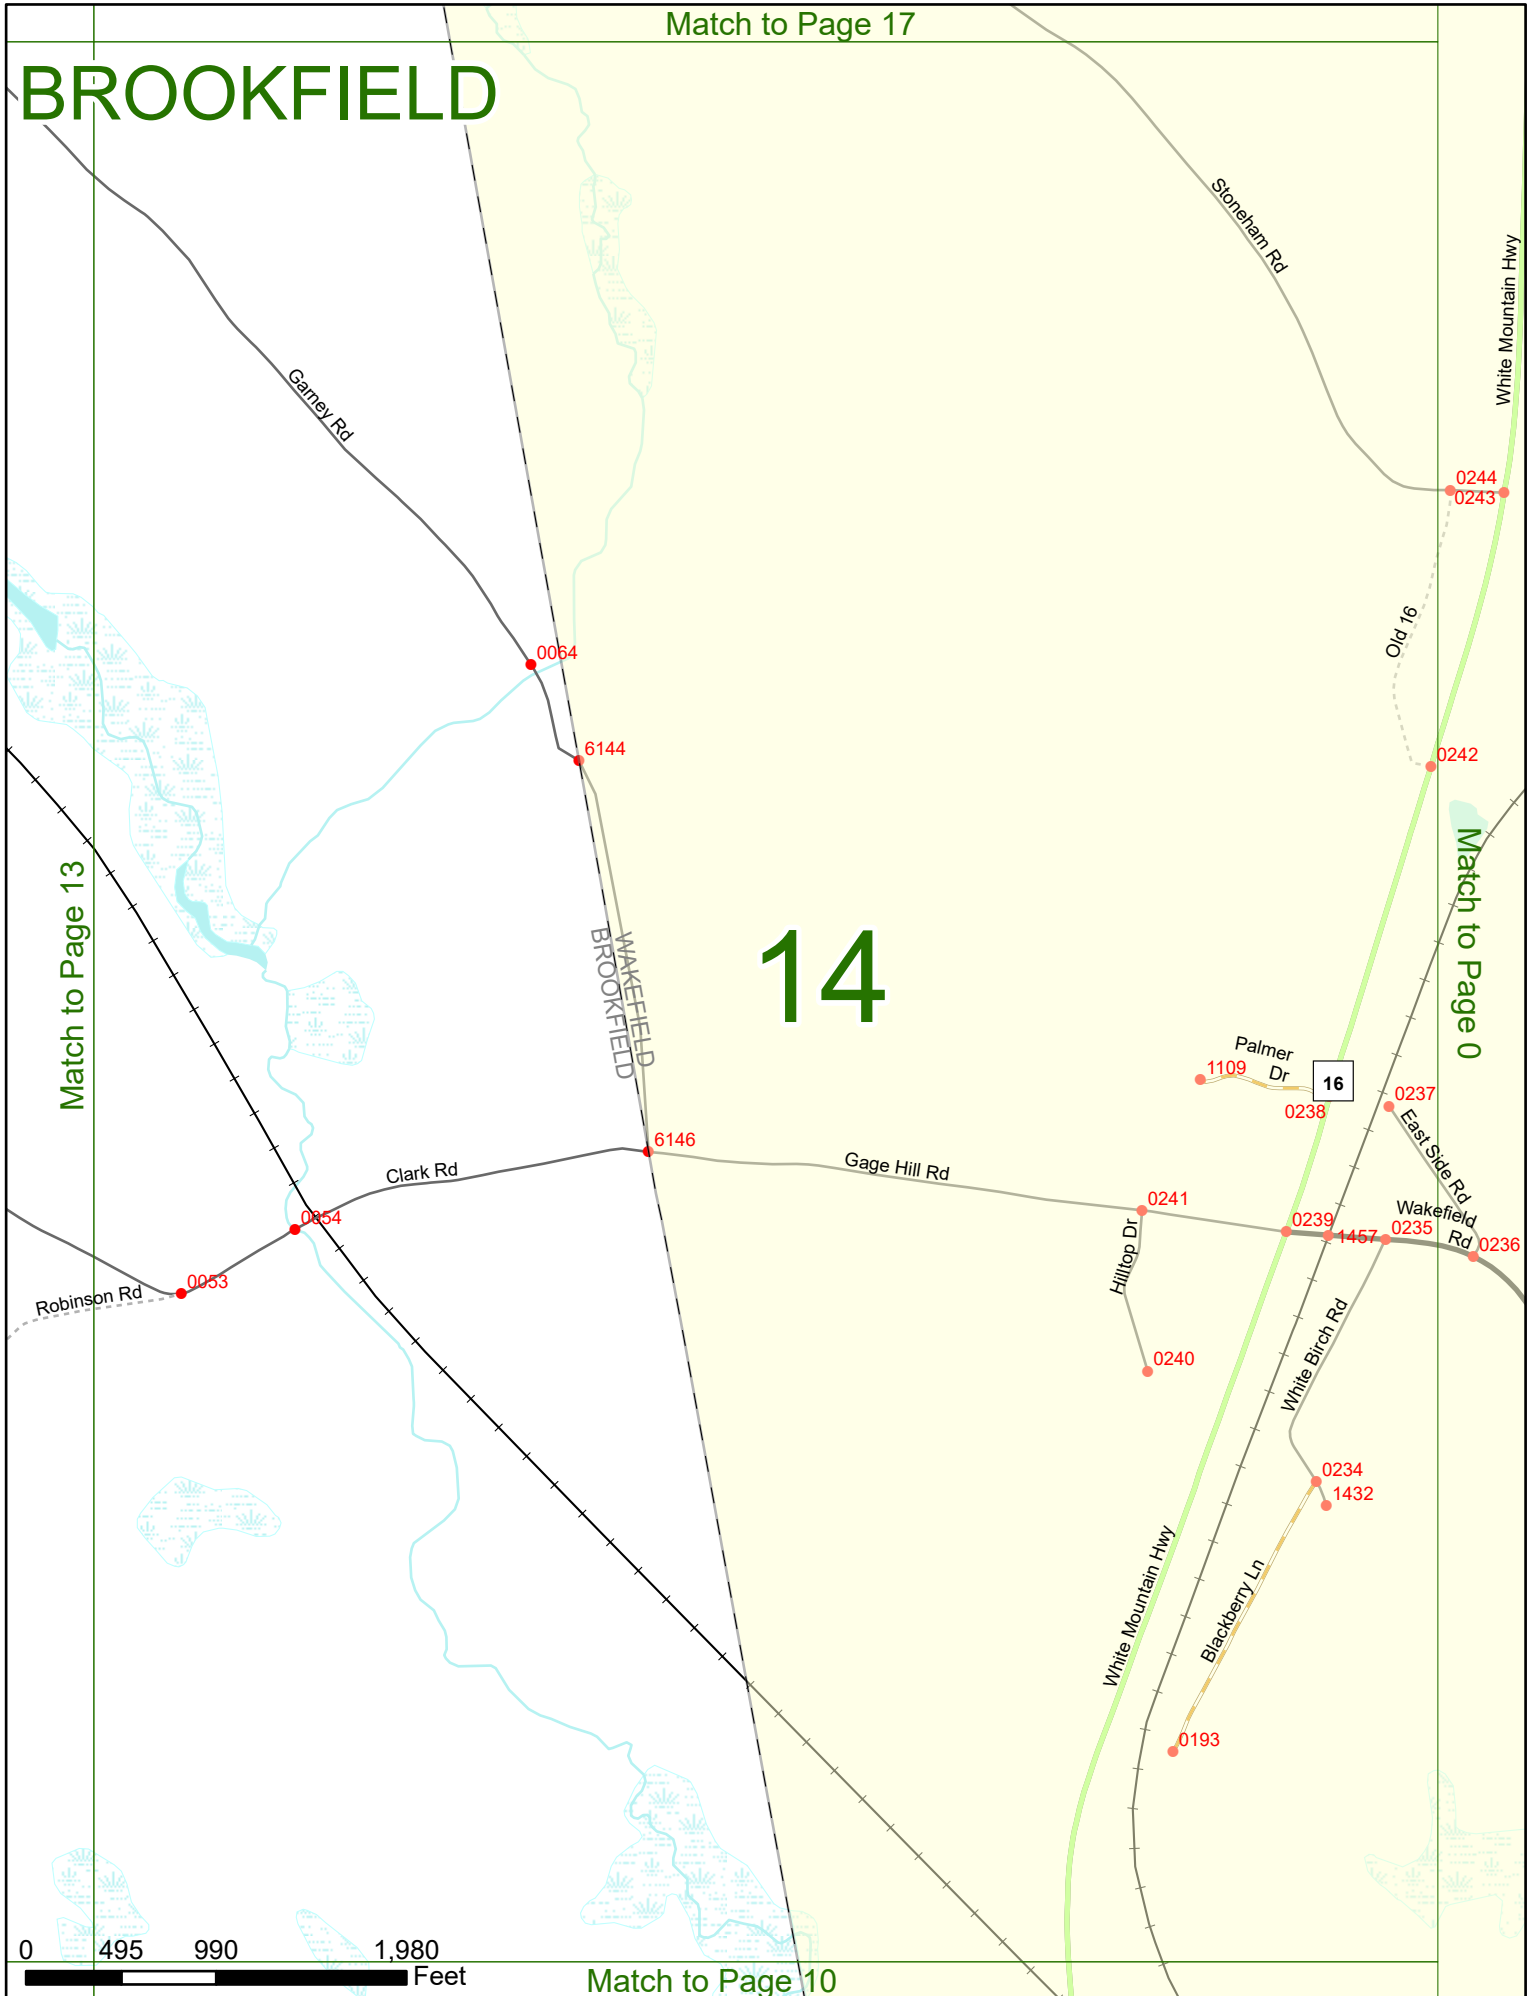 Match to Page 17
BROOKFIELD
Stoneham Rd
White Mountain Hwy
Garney Rd
0244
0243
Old 16
0064
6144
0242
Match to Page 13
Match to Page 0
WAKEFIELD
BROOKFIELD
14
Palmer
Dr
1109
16
0238
0237
East Side Rd
6146
Clark Rd
Gage Hill Rd
0241
Wakefield
Rd
0054
0239
1457
0235
0236
Hilltop Dr
0053
Robinson Rd
White Birch Rd
0240
0234
1432
White Mountain Hwy
Blackberry Ln
0193
0 495 990 1,980
Feet
Match to Page 10